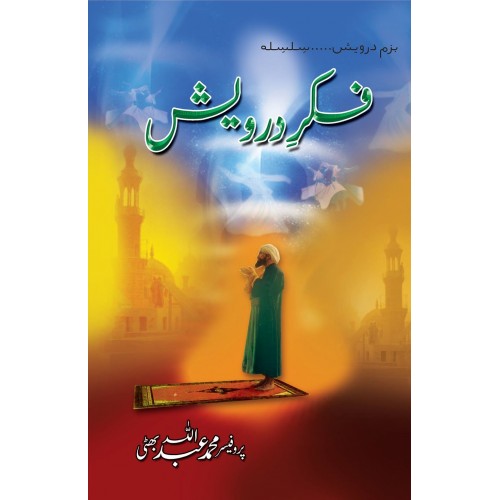 بزم درویش.....سلسلہ
فکرِ درویش
پروفیسر محمد عبداللہ بھٹی